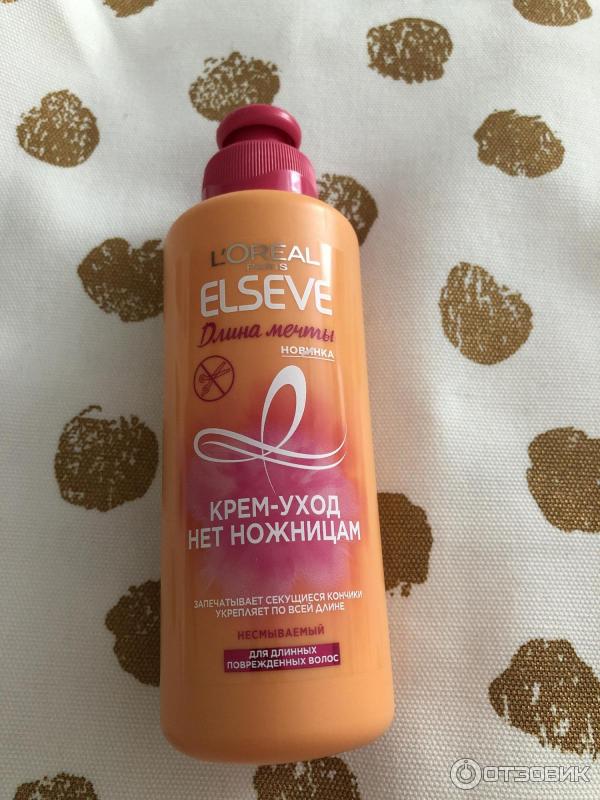 L'ORÉAL
PARIS
ELSEVE
Длина мечты
НОВИНКА
КРЕМ-УХОД
НЕТ НОЖНИЦАМ
ЗАПЕЧАТЫВАЕТ СЕКУЩИЕСЯ КОНЧИКИ
УКРЕПЛЯЕТ ПО ВСЕЙ ДЛИНЕ
НЕСМЫВАЕМЫЙ
ДЛЯ ДЛИННЫХ
ПОВРЕЖДЕННЫХ ВОЛОС
ОТЗОВИК